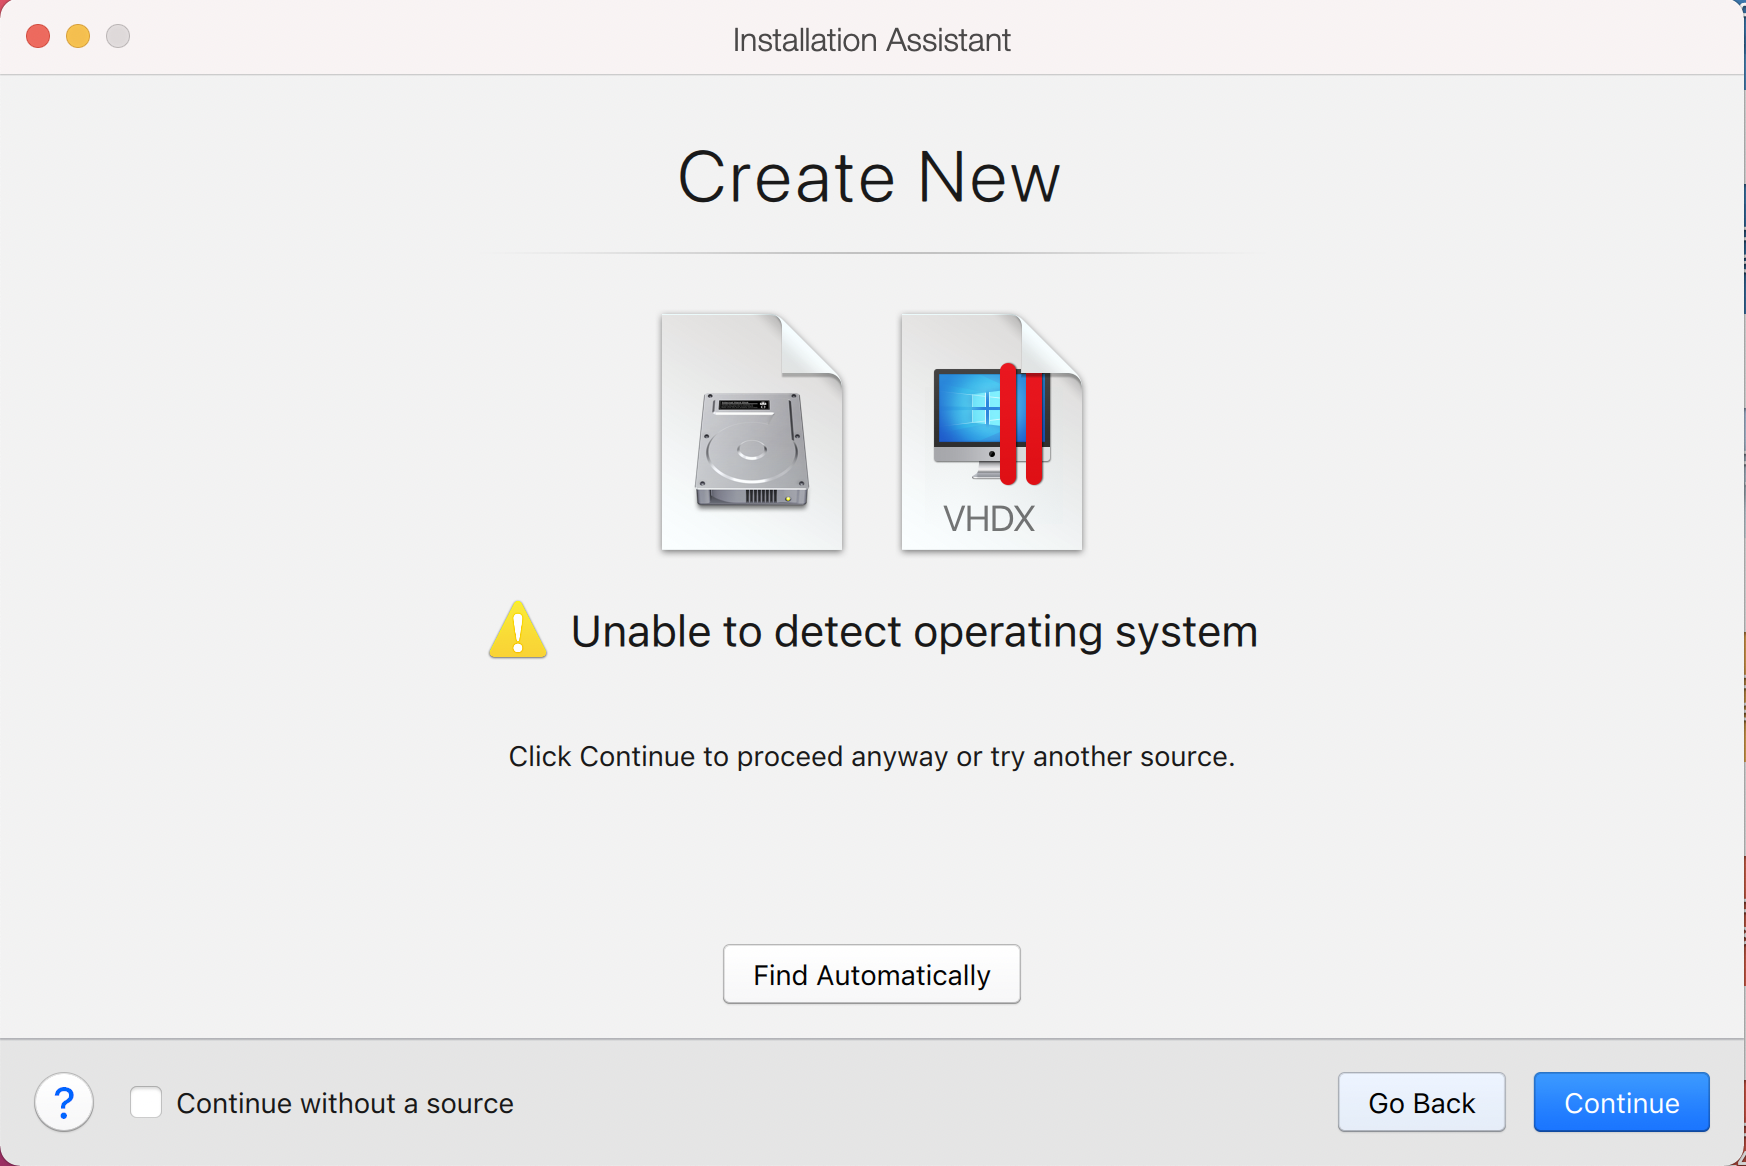 Installation Assistant
Create New
VHDX
Unable to detect operating system
Click Continue to proceed anyway or try another source.
Find Automatically
? Continue without a source Go Back Continue